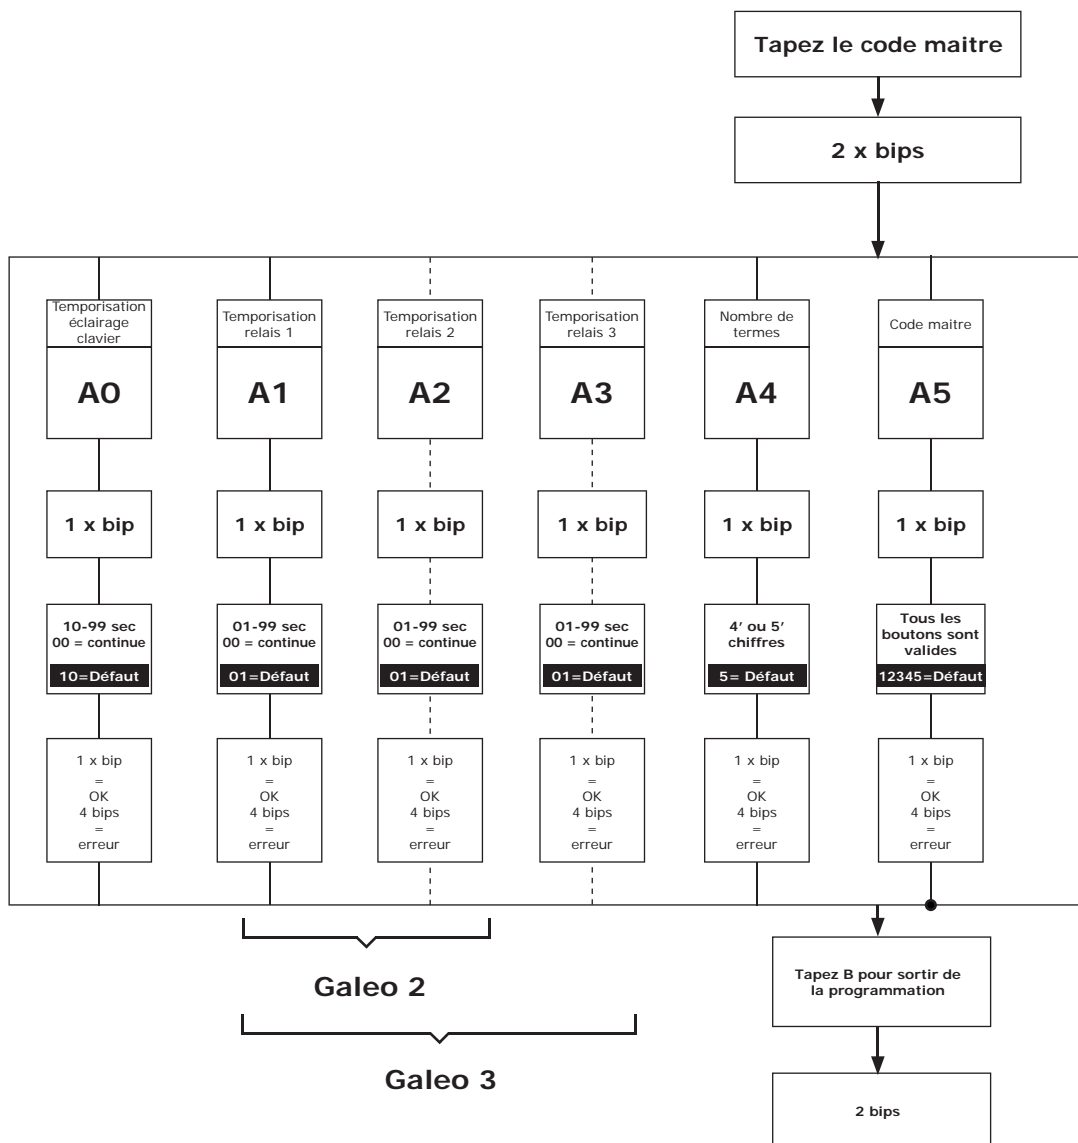 Tapez le code maitre
2 x bips
Temporisation
éclairage
clavier
A0
1 x bip
10-99 sec
00 = continue
10=Défaut
1 x bip
=
OK
4 bips
=
erreur
Temporisation
relais 1
A1
1 x bip
01-99 sec
00 = continue
01=Défaut
1 x bip
=
OK
4 bips
=
erreur
Temporisation
relais 2
A2
1 x bip
01-99 sec
00 = continue
01=Défaut
1 x bip
=
OK
4 bips
=
erreur
Temporisation
relais 3
A3
1 x bip
01-99 sec
00 = continue
01=Défaut
1 x bip
=
OK
4 bips
=
erreur
Nombre de
termes
A4
1 x bip
4’ ou 5’
chiffres
5= Défaut
1 x bip
=
OK
4 bips
=
erreur
Code maitre
A5
1 x bip
Tous les
boutons sont
valides
12345=Défaut
1 x bip
=
OK
4 bips
=
erreur
Galeo 2
Galeo 3
Tapez B pour sortir de
la programmation
2 bips